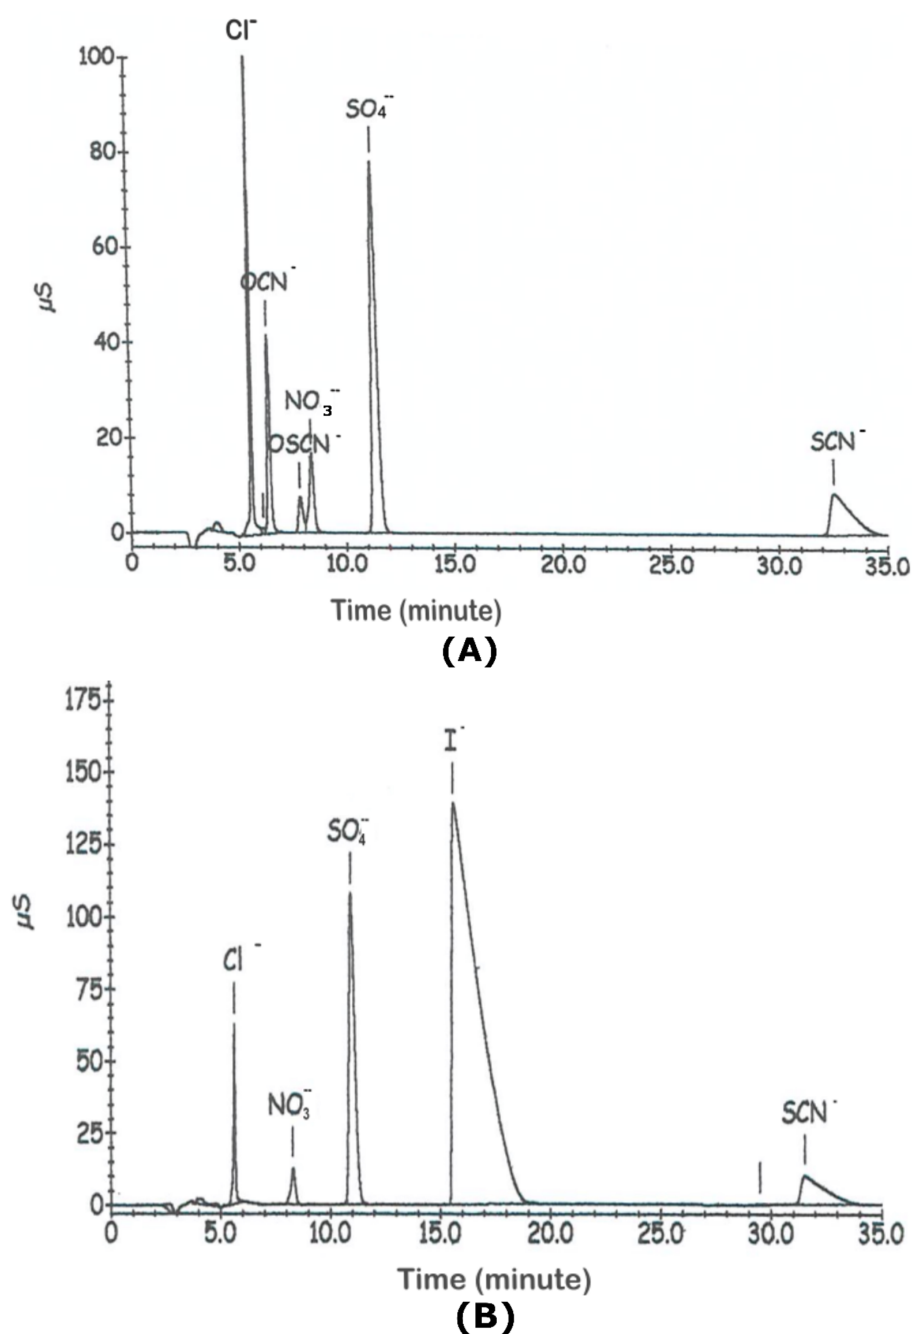 Cl⁻
100
SO₄⁻⁻
80
60
OCN⁻
µS
40
NO₃⁻
20
OSCN⁻
SCN⁻
0
0 5.0 10.0 15.0 20.0 25.0 30.0 35.0
Time (minute)
(A)
175
I⁻
150
SO₄⁻⁻
125
µS
100
Cl⁻
75
50
NO₃⁻
SCN⁻
25
0
0 5.0 10.0 15.0 20.0 25.0 30.0 35.0
Time (minute)
(B)